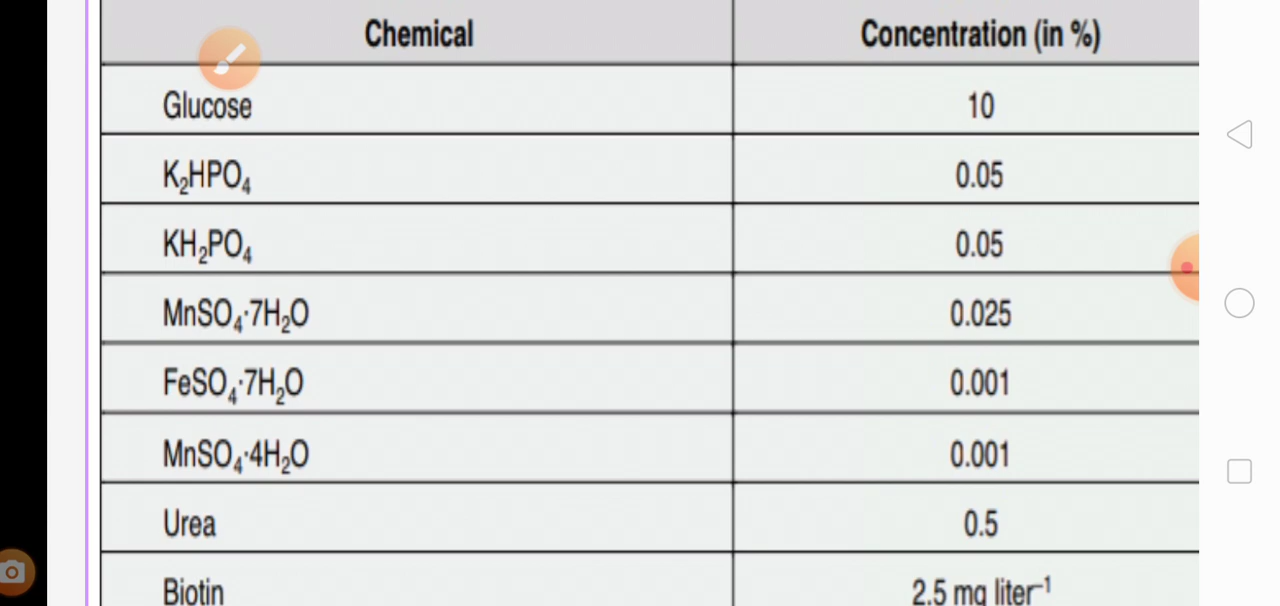 Chemical Concentration (in %)
Glucose 10
K₂HPO₄ 0.05
KH₂PO₄ 0.05
MnSO₄·7H₂O 0.025
FeSO₄·7H₂O 0.001
MnSO₄·4H₂O 0.001
Urea 0.5
Biotin 2.5 mg liter⁻¹